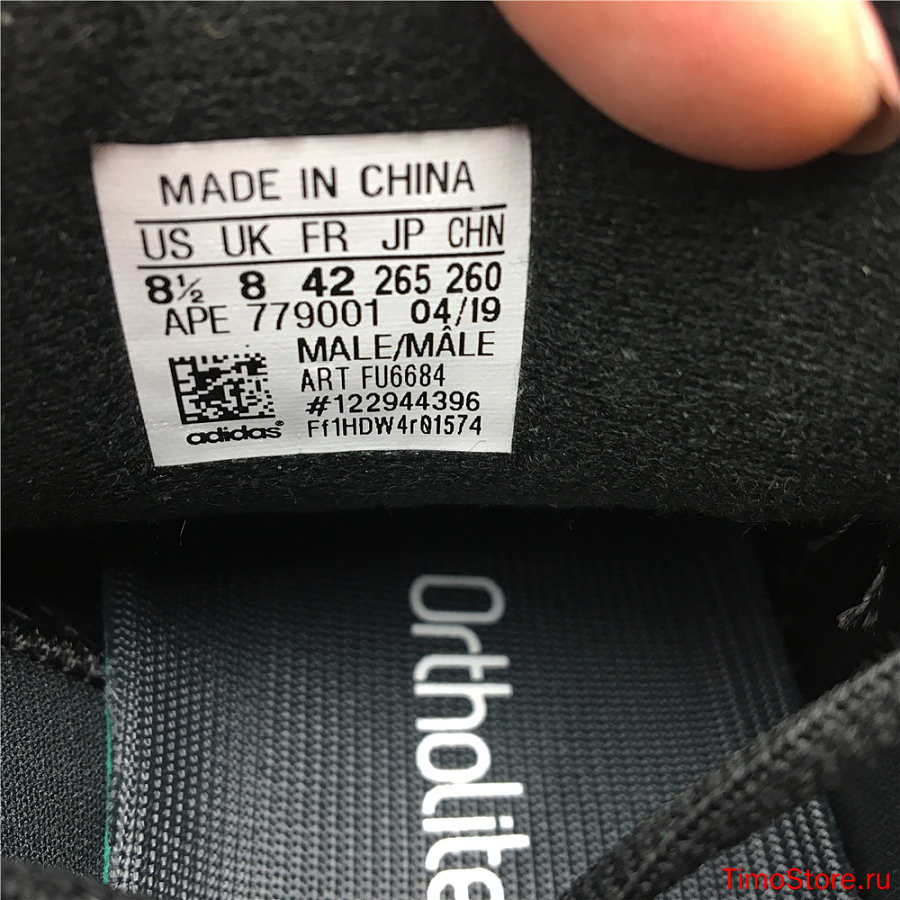 MADE IN CHINA
US UK FR JP CHN
8½ 8 42 265 260
APE 779001 04/19
MALE/MÂLE
ART FU6684
#122944396
adidas® Ff1HDW4r01574
Ortholite
TimoStore.ru